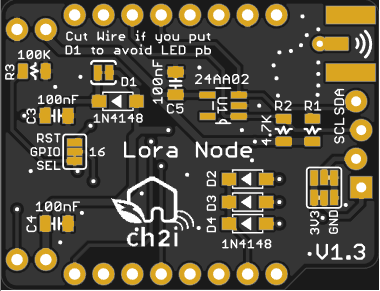 Cut Wire if you put
D1 to avoid LED pb
100K
R3
D1
1N4148
100nF
C5
24AA02
U1
100nF
C3
R2 R1
4.7K
SCL SDA
RST
GPIO 16
SEL
Lora Node
D2
D3
D4
1N4148
100nF
C4
ch2i
3V3
GND
V1.3